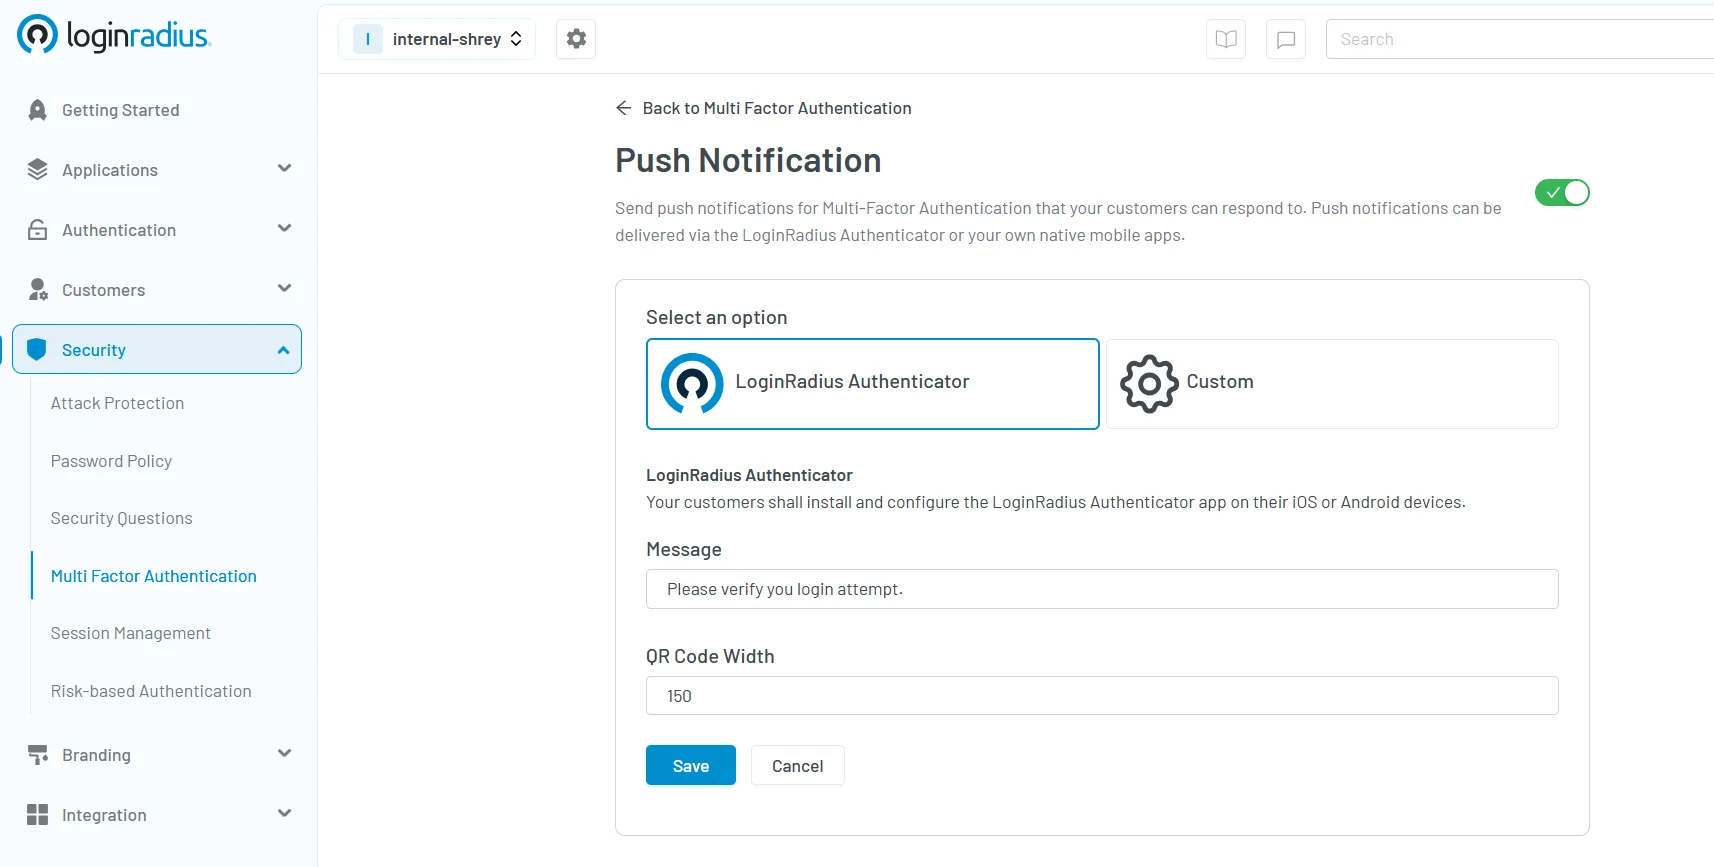 loginradius
I internal-shrey
Search
Getting Started
Applications
Authentication
Customers
Security
Attack Protection
Password Policy
Security Questions
Multi Factor Authentication
Session Management
Risk-based Authentication
Branding
Integration
Back to Multi Factor Authentication
Push Notification
Send push notifications for Multi-Factor Authentication that your customers can respond to. Push notifications can be
delivered via the LoginRadius Authenticator or your own native mobile apps.
Select an option
LoginRadius Authenticator
Custom
LoginRadius Authenticator
Your customers shall install and configure the LoginRadius Authenticator app on their iOS or Android devices.
Message
Please verify you login attempt.
QR Code Width
150
Save
Cancel